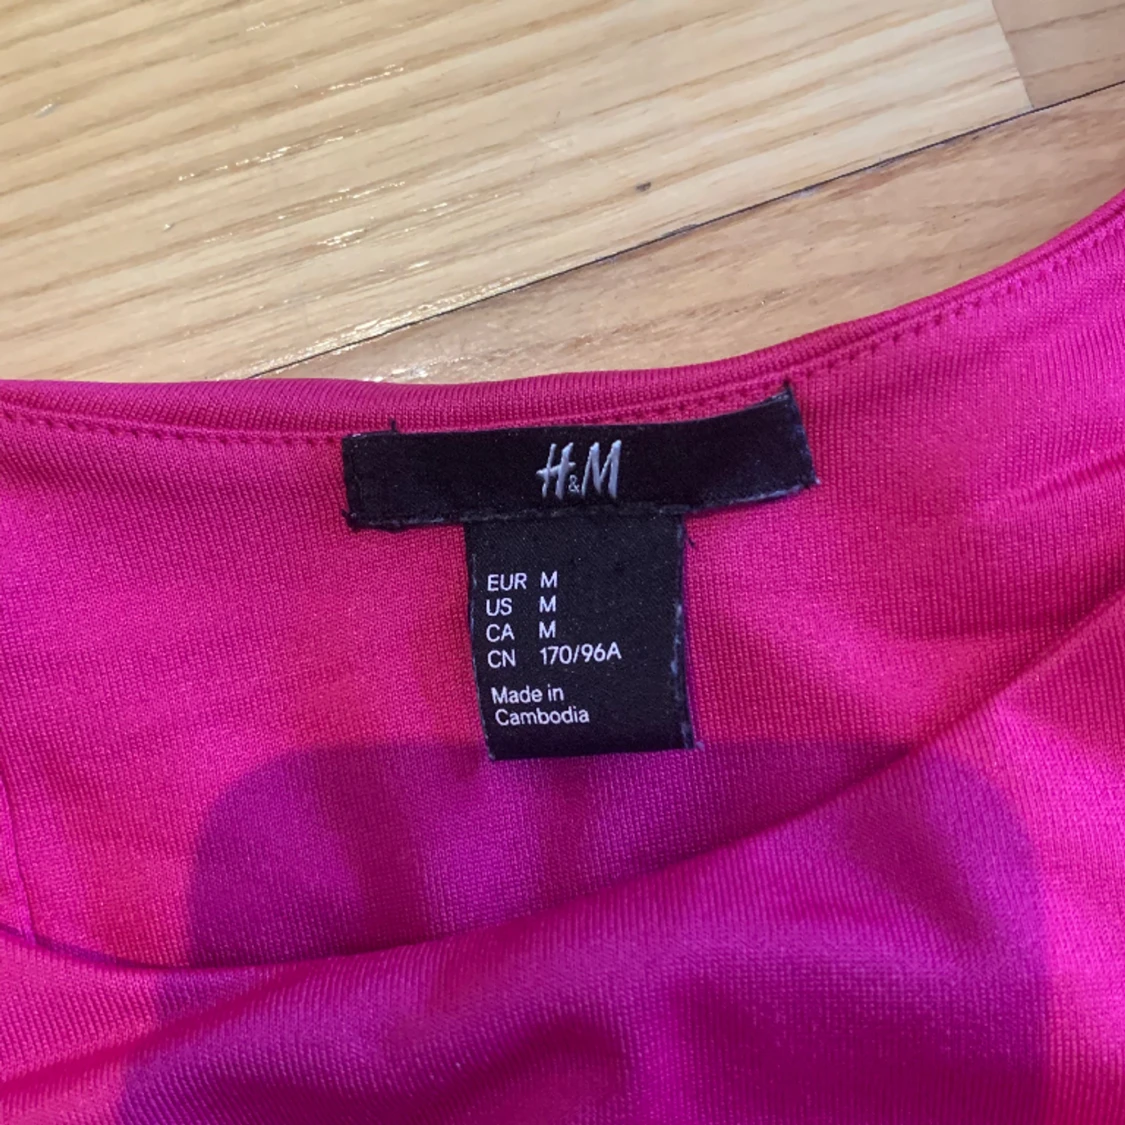 H&M
EUR M
US M
CA M
CN 170/96A
Made in
Cambodia